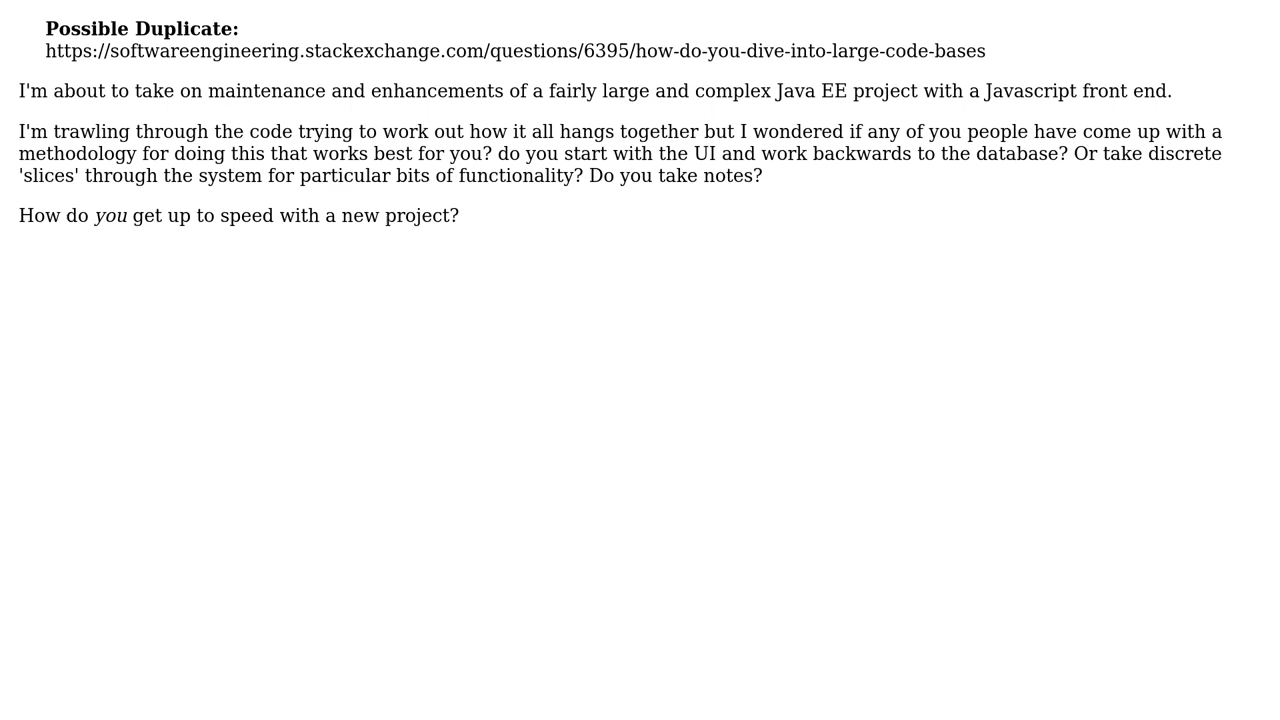 Possible Duplicate:
https://softwareengineering.stackexchange.com/questions/6395/how-do-you-dive-into-large-code-bases
I'm about to take on maintenance and enhancements of a fairly large and complex Java EE project with a Javascript front end.
I'm trawling through the code trying to work out how it all hangs together but I wondered if any of you people have come up with a
methodology for doing this that works best for you? do you start with the UI and work backwards to the database? Or take discrete
'slices' through the system for particular bits of functionality? Do you take notes?
How do you get up to speed with a new project?